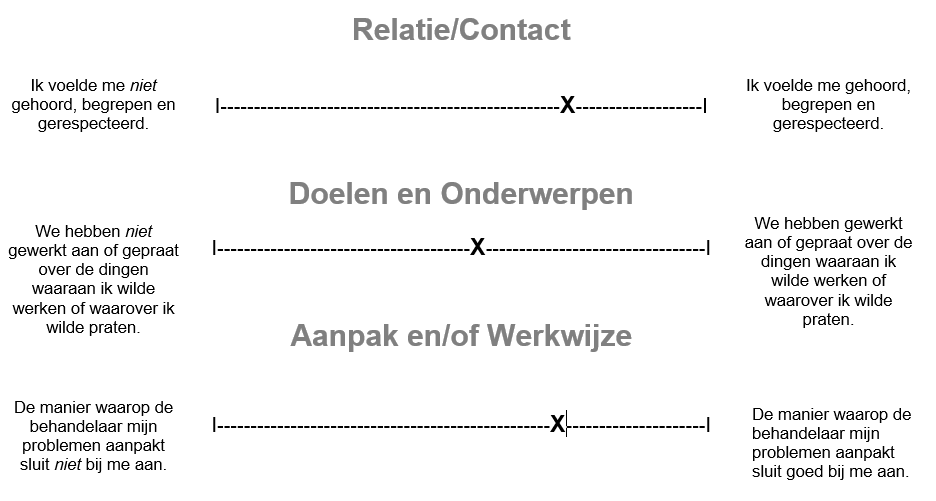 Relatie/Contact
Ik voelde me niet
gehoord, begrepen en
gerespecteerd.
I---------------------------------------------------X-------------------I
Ik voelde me gehoord,
begrepen en
gerespecteerd.
Doelen en Onderwerpen
We hebben niet
gewerkt aan of gepraat
over de dingen
waaraan ik wilde
werken of waarover ik
wilde praten.
I--------------------------------------X---------------------------------I
We hebben gewerkt
aan of gepraat over de
dingen waaraan ik
wilde werken of
waarover ik wilde
praten.
Aanpak en/of Werkwijze
De manier waarop de
behandelaar mijn
problemen aanpakt
sluit niet bij me aan.
I--------------------------------------------------X---------------------I
De manier waarop de
behandelaar mijn
problemen aanpakt
sluit goed bij me aan.